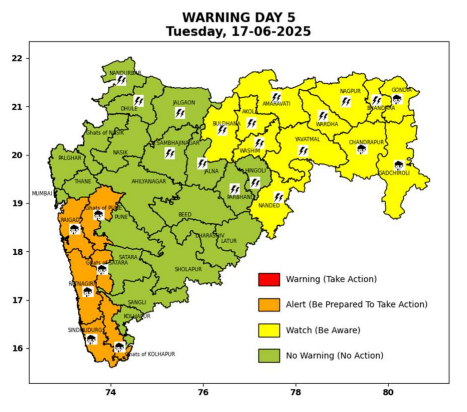 WARNING DAY 5
Tuesday, 17-06-2025
22
21
20
19
18
17
16
74
76
78
80
NANDURBAR
DHULE
JALGAON
Ghats of NASIK
NASIK
PALGHAR
THANE
MUMBAI
AHILYANAGAR
SAMBHAJINAGAR
JALNA
BULDHANA
AKOLA
AMARAVATI
WASHIM
NAGPUR
WARDHA
BHANDARA
GONDIA
YAVATMAL
CHANDRAPUR
GADCHIROLI
HINGOLI
PARBHANI
NANDED
BEED
DHARASHIV
LATUR
Ghats of PUNE
PUNE
RAIGAD
SATARA
Ghats of SATARA
SHOLAPUR
RATNAGIRI
SANGLI
KOLHAPUR
SINDHUDURG
Ghats of KOLHAPUR
Warning (Take Action)
Alert (Be Prepared To Take Action)
Watch (Be Aware)
No Warning (No Action)